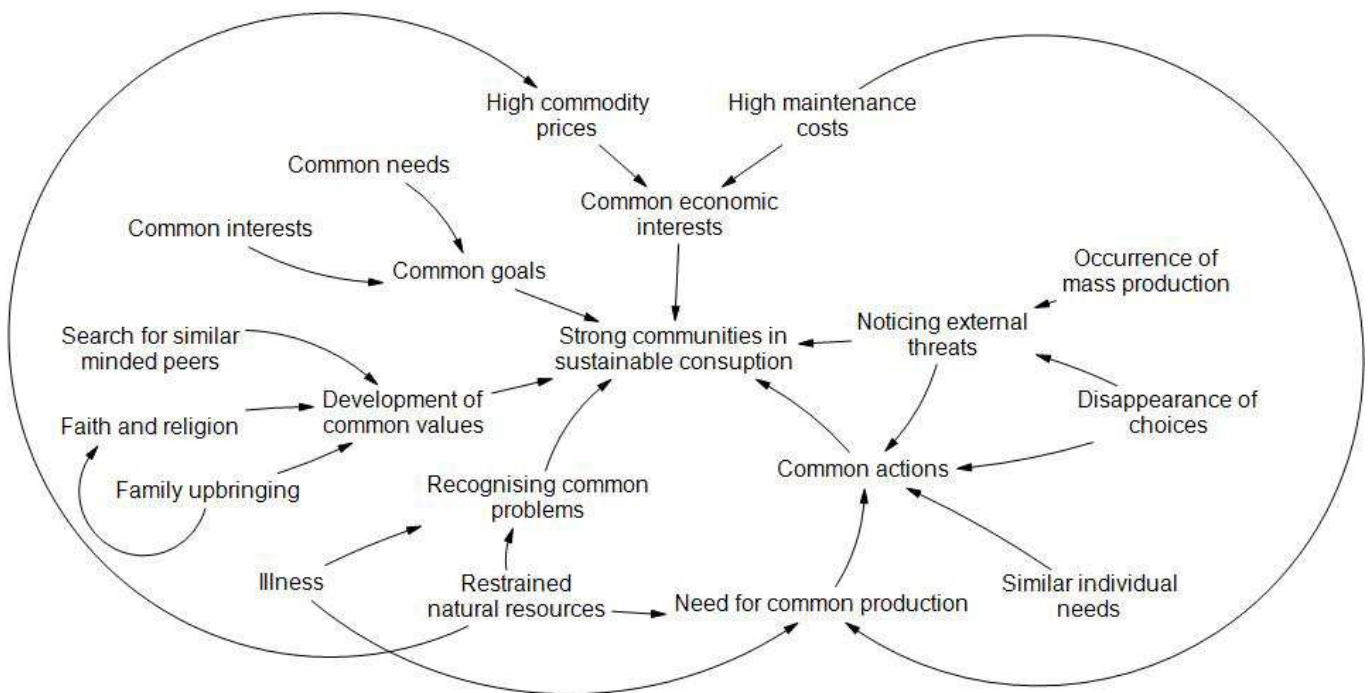 High commodity
prices
High maintenance
costs
Common needs
Common economic
interests
Common interests
Common goals
Occurrence of
mass production
Search for similar
minded peers
Strong communities in
sustainable consuption
Noticing external
threats
Development of
common values
Faith and religion
Disappearance of
choices
Family upbringing
Recognising common
problems
Common actions
Illness
Restrained
natural resources
Need for common production
Similar individual
needs